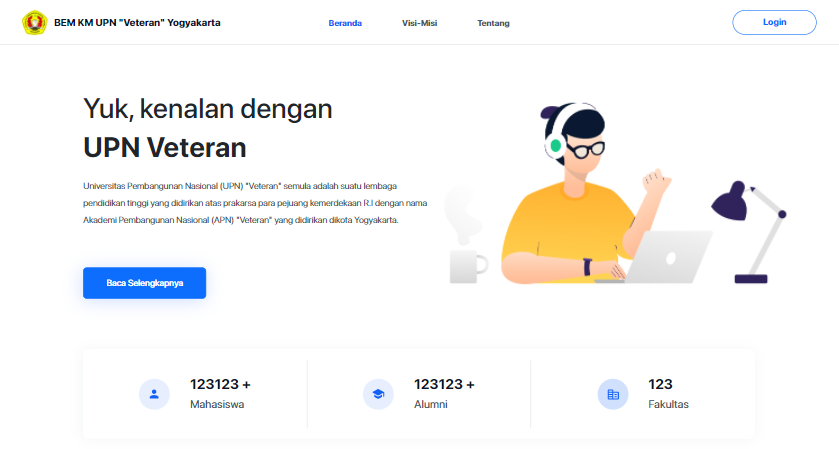 BEM KM UPN "Veteran" Yogyakarta
Beranda
Visi-Misi
Tentang
Login
Yuk, kenalan dengan
UPN Veteran
Universitas Pembangunan Nasional (UPN) "Veteran" semula adalah suatu lembaga
pendidikan tinggi yang didirikan atas prakarsa para pejuang kemerdekaan R.I dengan nama
Akademi Pembangunan Nasional (APN) "Veteran" yang didirikan dikota Yogyakarta.
Baca Selengkapnya
123123 +
Mahasiswa
123123 +
Alumni
123
Fakultas